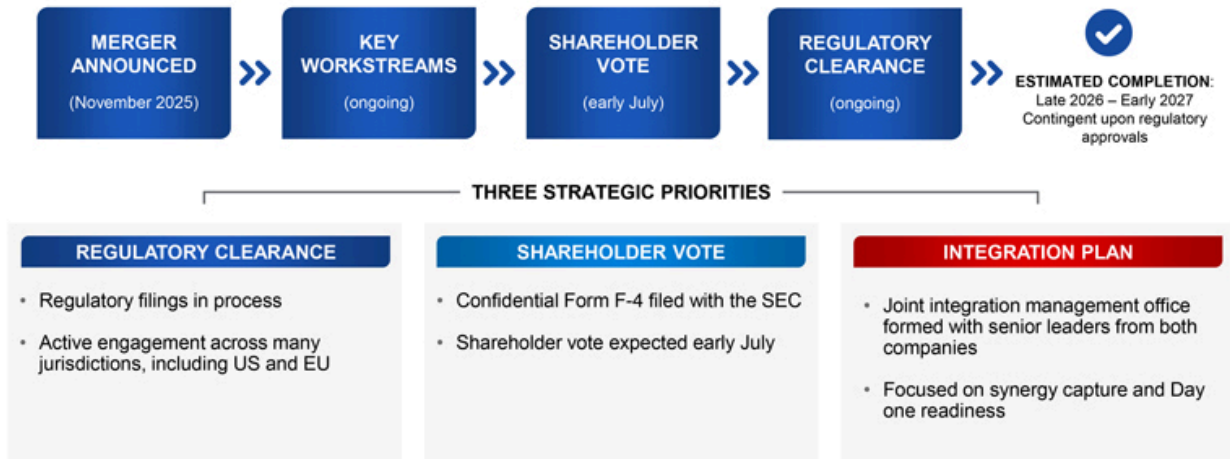 MERGER
ANNOUNCED
(November 2025)
KEY
WORKSTREAMS
(ongoing)
SHAREHOLDER
VOTE
(early July)
REGULATORY
CLEARANCE
(ongoing)
ESTIMATED COMPLETION:
Late 2026 – Early 2027
Contingent upon regulatory
approvals
THREE STRATEGIC PRIORITIES
REGULATORY CLEARANCE
• Regulatory filings in process
• Active engagement across many
jurisdictions, including US and EU
SHAREHOLDER VOTE
• Confidential Form F-4 filed with the SEC
• Shareholder vote expected early July
INTEGRATION PLAN
• Joint integration management office
formed with senior leaders from both
companies
• Focused on synergy capture and Day
one readiness